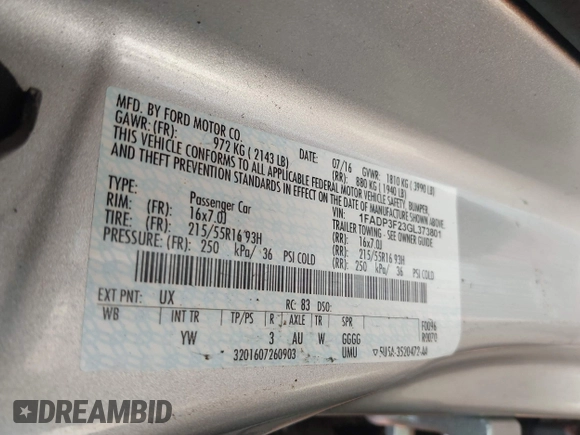 MFD. BY FORD MOTOR CO.
07/16 GVWR: 1810 KG ( 3990 LB)
GAWR: (FR): 972 KG ( 2143 LB) (RR): 880 KG ( 1940 LB)
THIS VEHICLE CONFORMS TO ALL APPLICABLE FEDERAL MOTOR VEHICLE SAFETY, BUMPER,
AND THEFT PREVENTION STANDARDS IN EFFECT ON THE DATE OF MANUFACTURE SHOWN ABOVE.
VIN: 1FADP3F23GL373801
TYPE: Passenger Car TRAILER TOWING - SEE OWNER GUIDE
RIM: (FR): 16x7.0J (RR): 16x7.0J
TIRE: (FR): 215/55R16 93H (RR): 215/55R16 93H
PRESSURE: (FR): 250 kPa/ 36 PSI COLD (RR): 250 kPa/ 36 PSI COLD
EXT PNT: UX RC: 83 DSO:
WB INT TR TP/PS R AXLE TR SPR
YW 3 AU W GGGG
F0096
R0070
3201607260903 UMU
5U5A-3520472-AA
DREAMBID